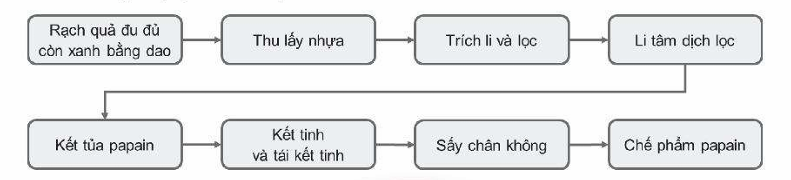 Rạch quả đu đủ
còn xanh bằng dao
Thu lấy nhựa
Trích li và lọc
Li tâm dịch lọc
Kết tủa papain
Kết tinh
và tái kết tinh
Sấy chân không
Chế phẩm papain